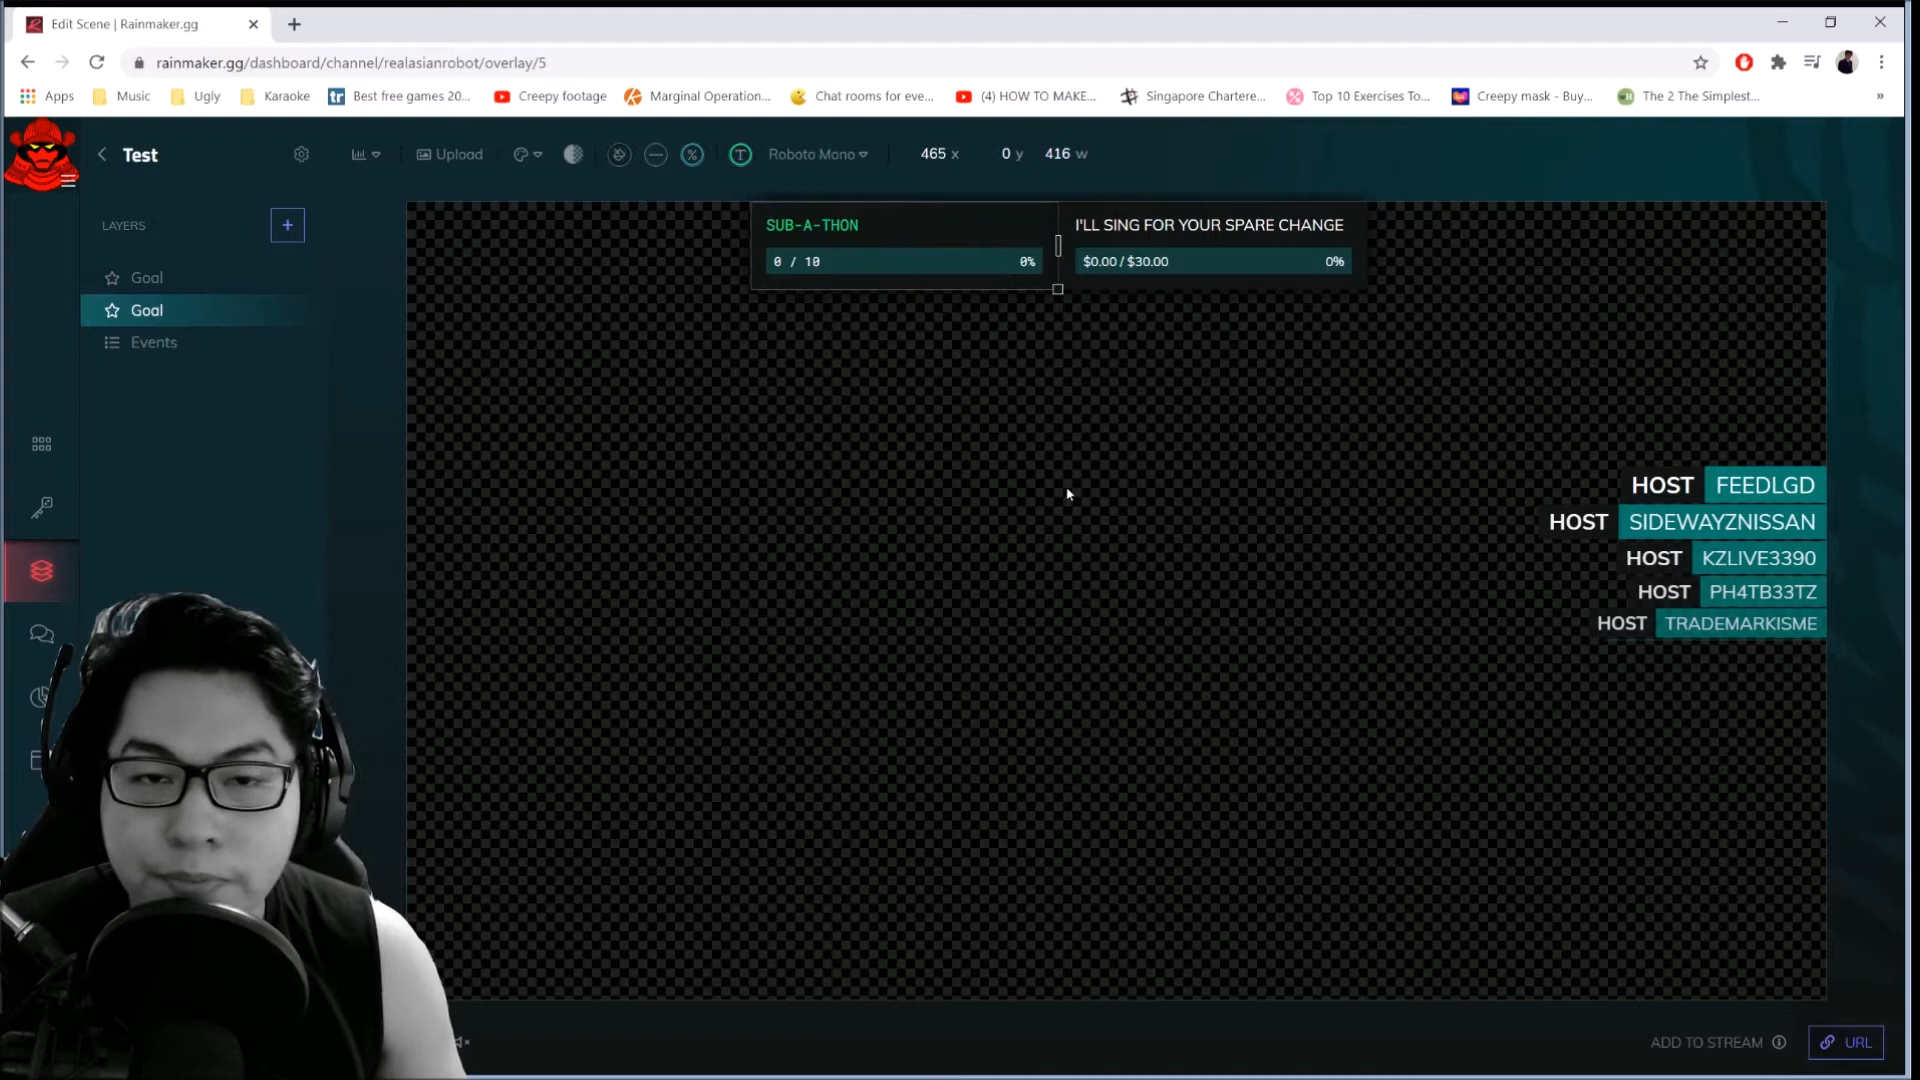 Edit Scene | Rainmaker.gg
rainmaker.gg/dashboard/channel/realasianrobot/overlay/5
Apps Music Ugly Karaoke Best free games 20... Creepy footage Marginal Operation... Chat rooms for eve... (4) HOW TO MAKE... Singapore Chartere... Top 10 Exercises To... Creepy mask - Buy... The 2 The Simplest... »
Test Upload Roboto Mono 465 x 0 y 416 w
LAYERS
Goal
Goal
Events
SUB-A-THON
0 / 10 0%
I'LL SING FOR YOUR SPARE CHANGE
$0.00 / $30.00 0%
HOST FEEDLGD
HOST SIDEWAYZNISSAN
HOST KZLIVE3390
HOST PH4TB33TZ
HOST TRADEMARKISME
ADD TO STREAM URL